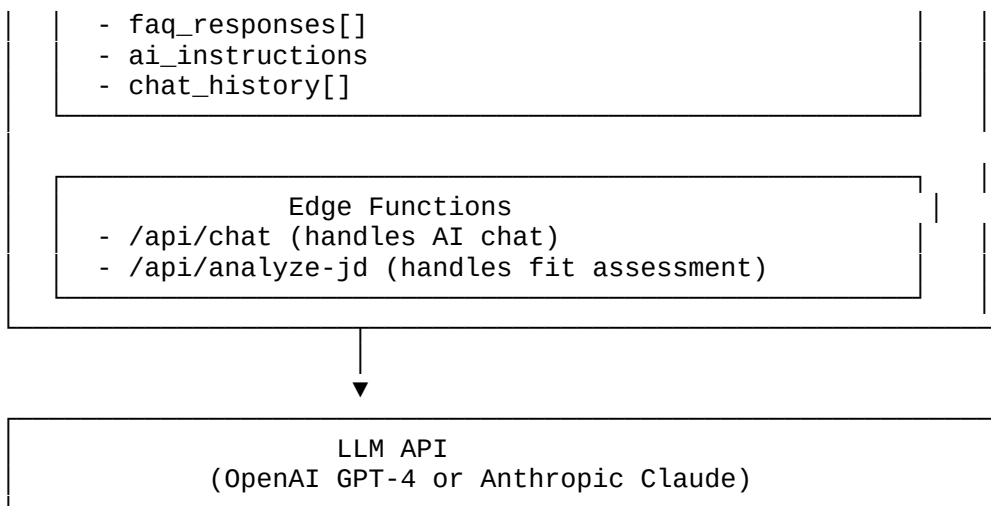 - faq_responses[]
- ai_instructions
- chat_history[]
Edge Functions
- /api/chat (handles AI chat)
- /api/analyze-jd (handles fit assessment)
LLM API
(OpenAI GPT-4 or Anthropic Claude)